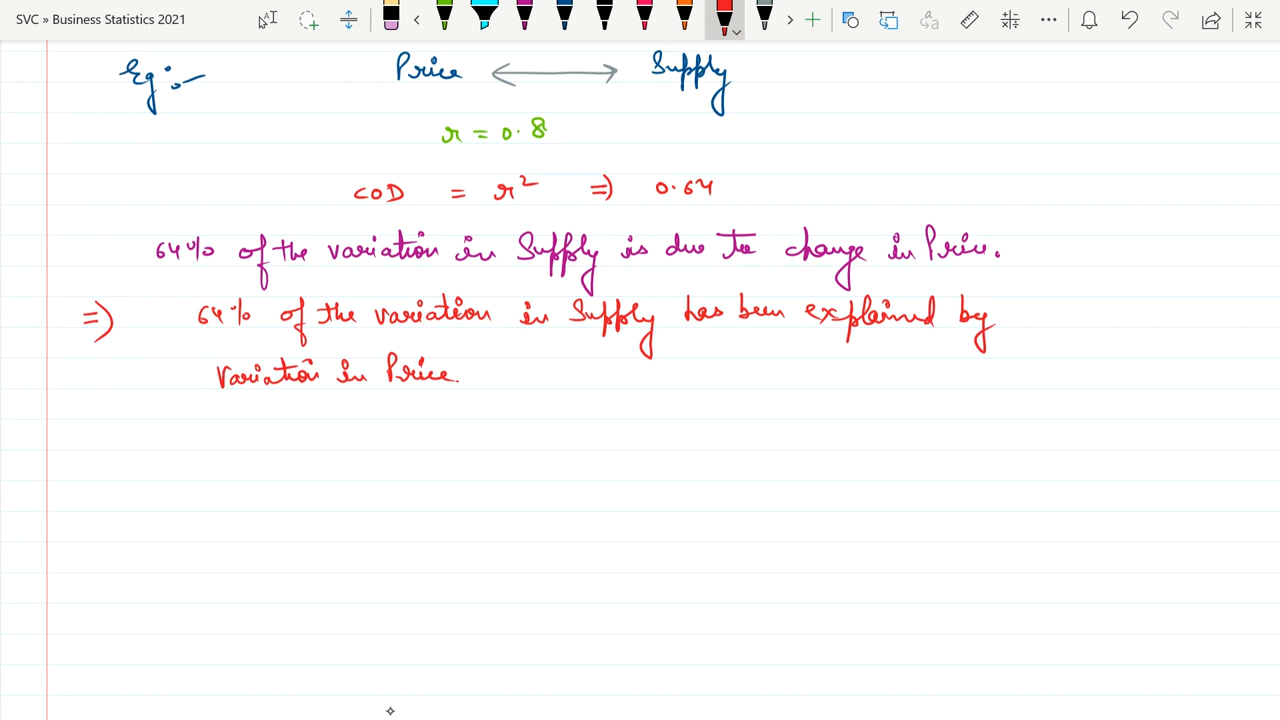 SVC » Business Statistics 2021
Eg:-
Price ⟷ Supply
r = 0.8
COD = r² ⇒ 0.64
64% of the variation in Supply is due to change in Price.
⇒ 64% of the variation in Supply has been explained by
Variation in Price.